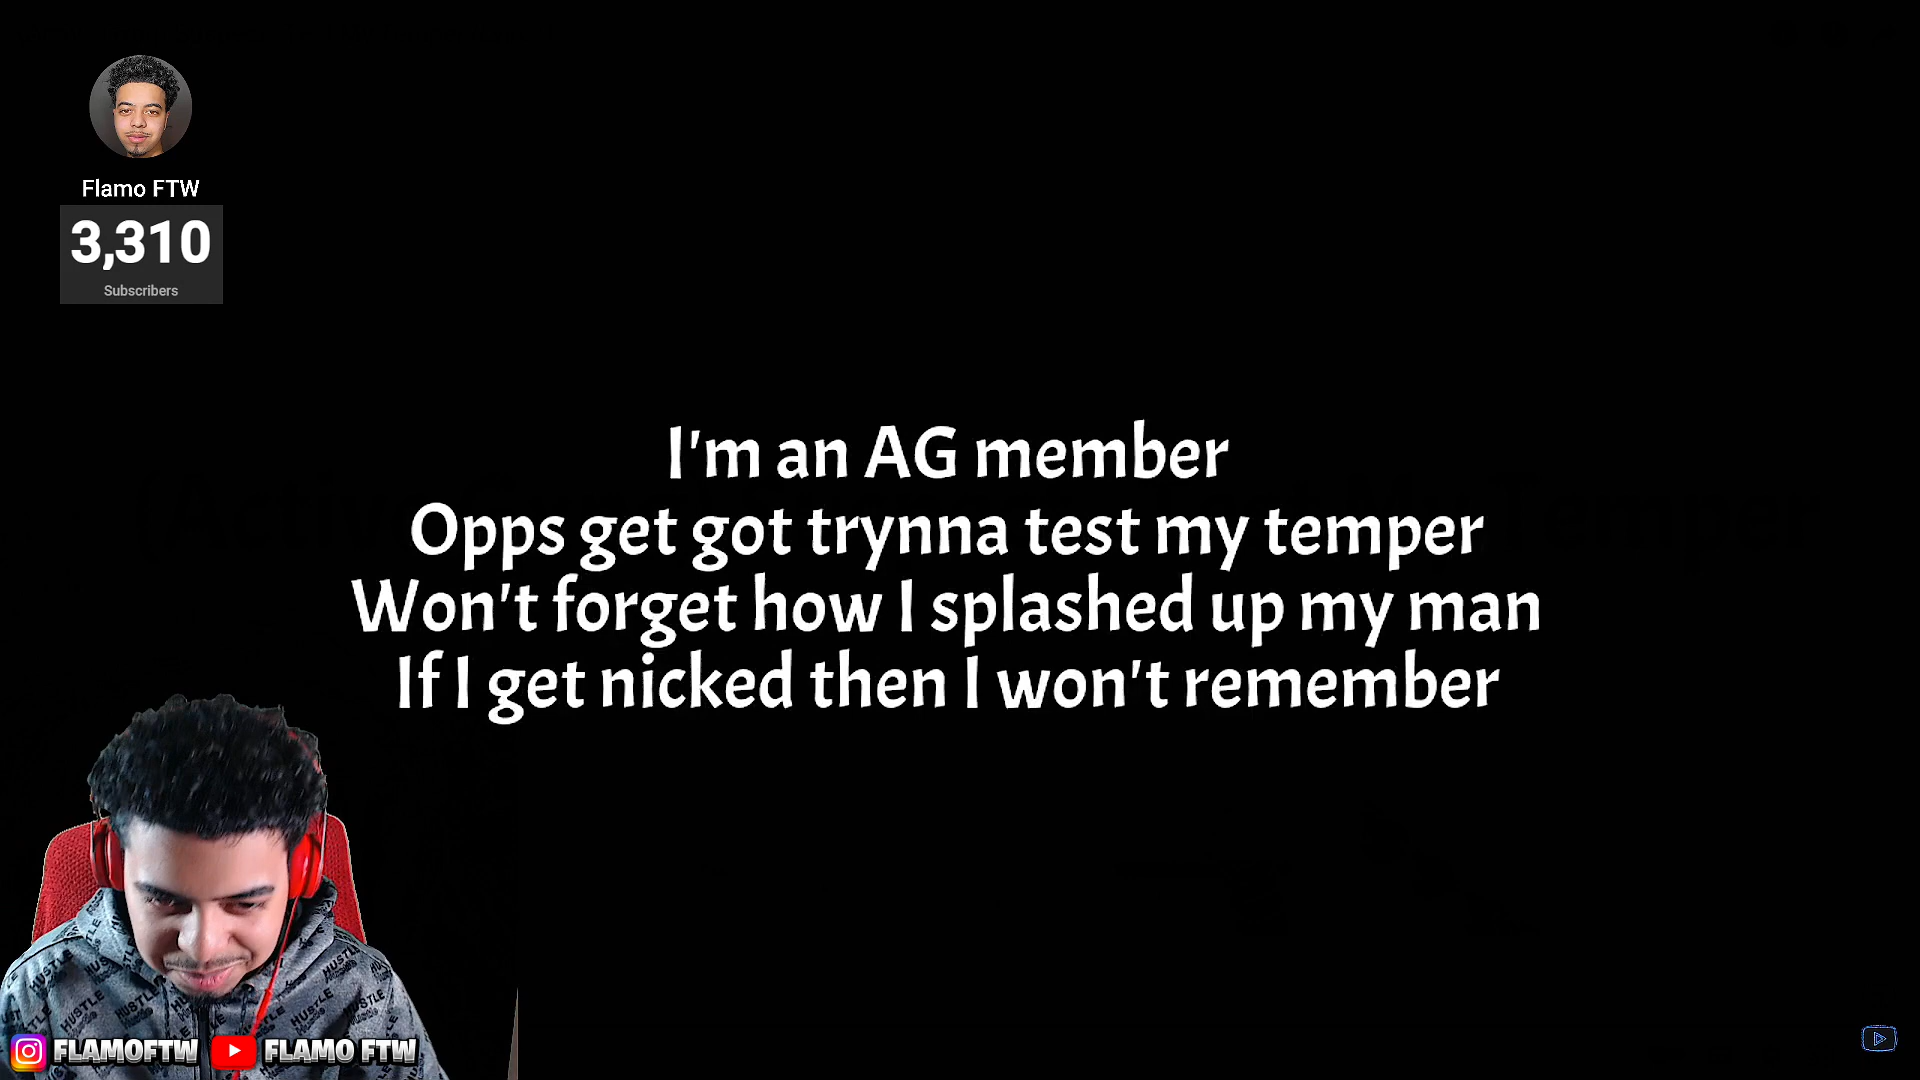 Flamo FTW
3,310
Subscribers
I'm an AG member
Opps get got trynna test my temper
Won't forget how I splashed up my man
If I get nicked then I won't remember
FLAMOFTW FLAMO FTW